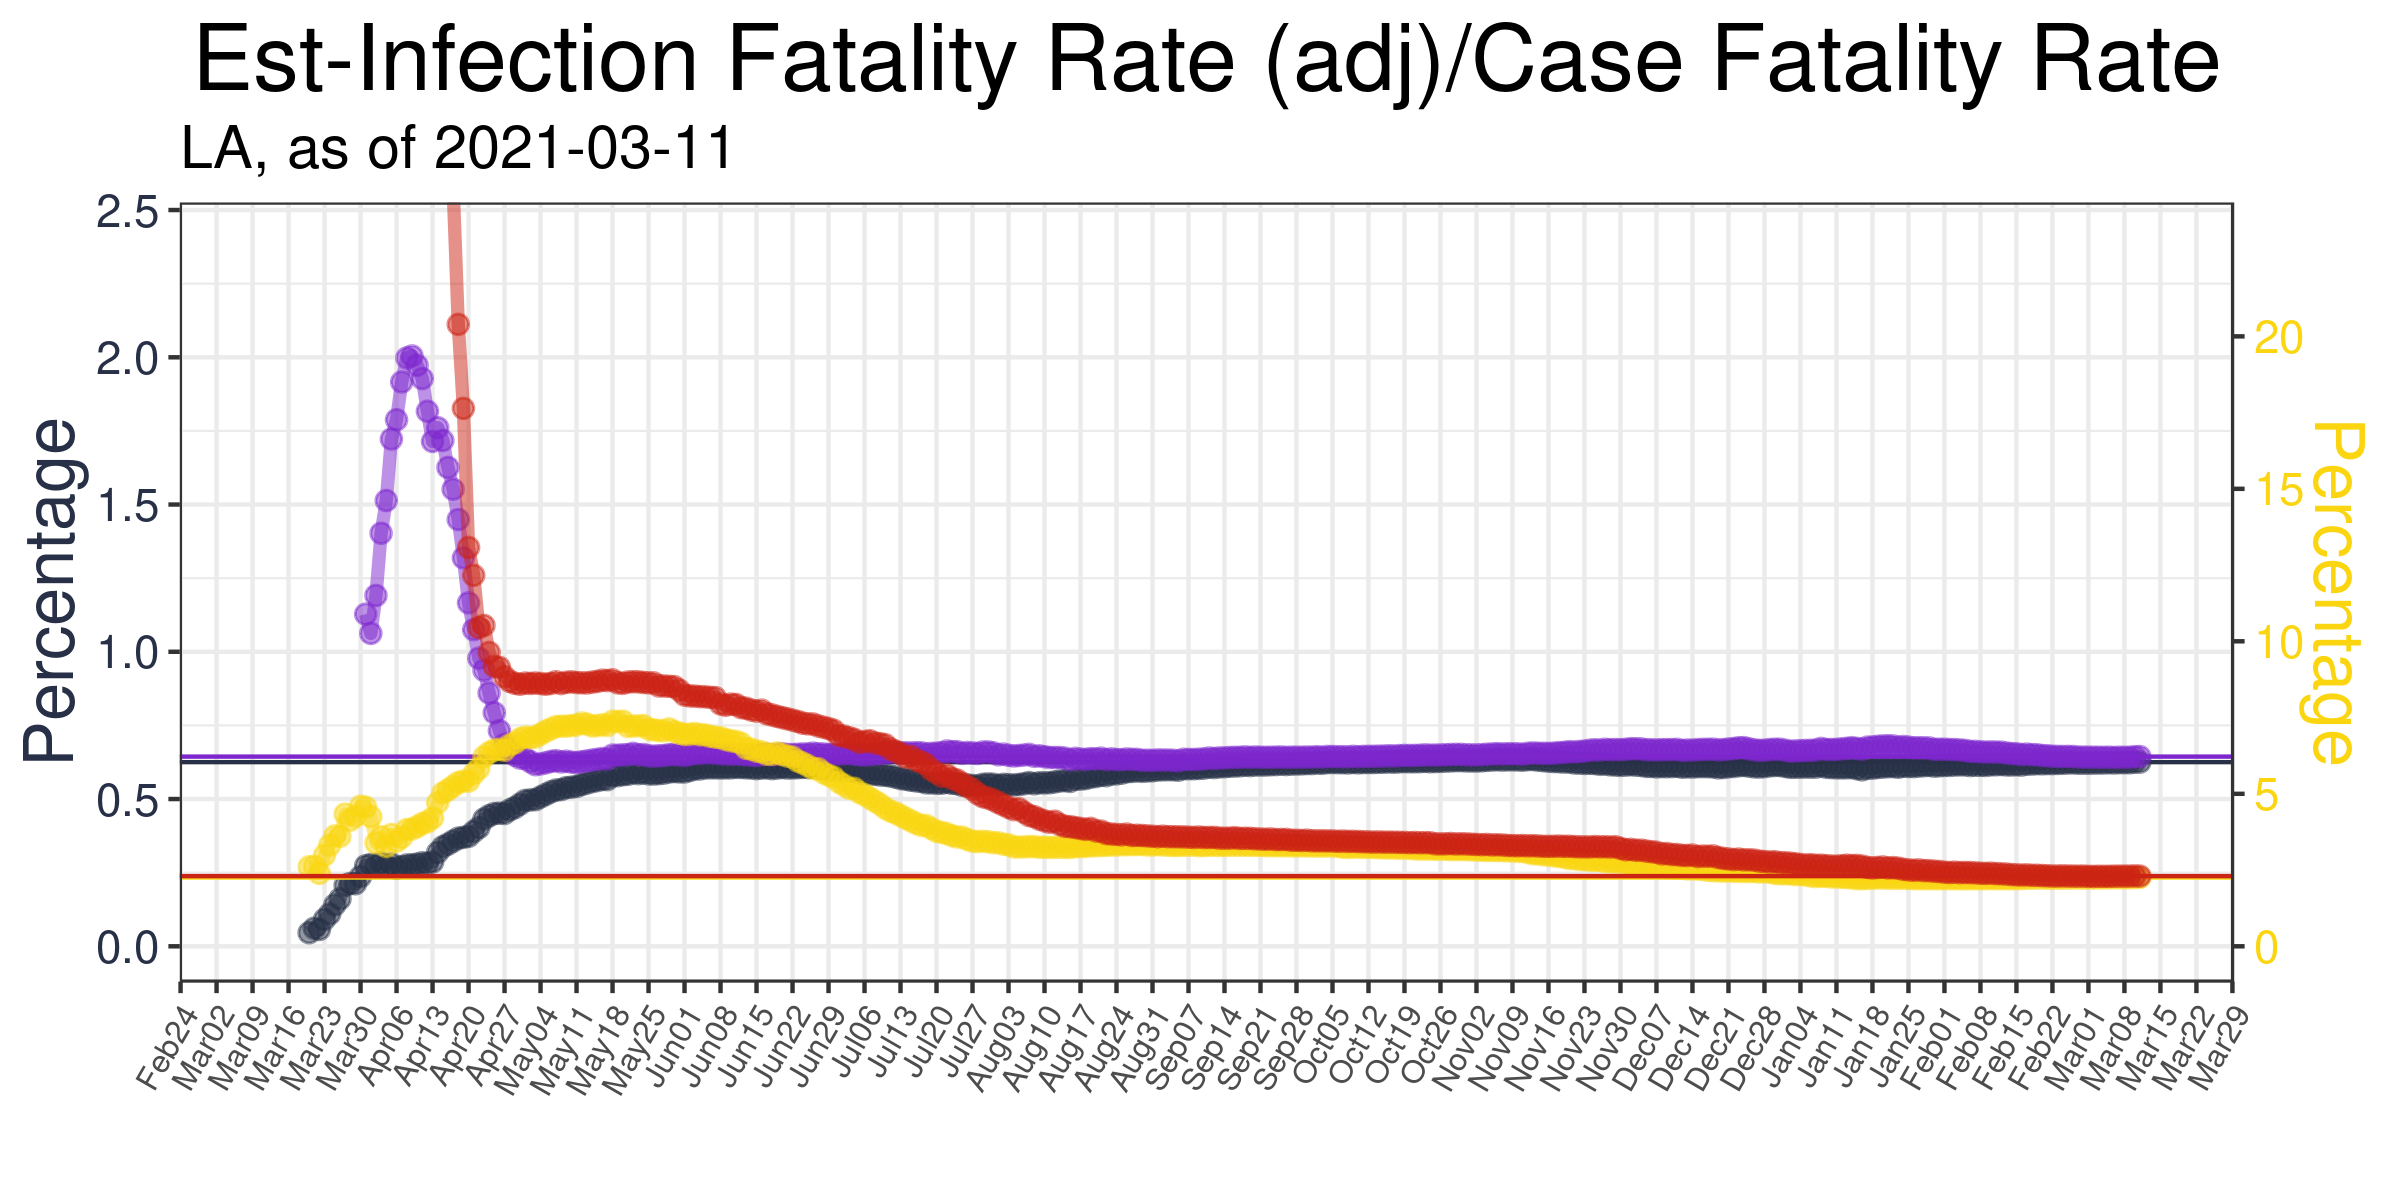 Est-Infection Fatality Rate (adj)/Case Fatality Rate
LA, as of 2021-03-11
Percentage
2.5
2.0
1.5
1.0
0.5
0.0
Percentage
20
15
10
5
0
Feb24
Mar02
Mar09
Mar16
Mar23
Mar30
Apr06
Apr13
Apr20
Apr27
May04
May11
May18
May25
Jun01
Jun08
Jun15
Jun22
Jun29
Jul06
Jul13
Jul20
Jul27
Aug03
Aug10
Aug17
Aug24
Aug31
Sep07
Sep14
Sep21
Sep28
Oct05
Oct12
Oct19
Oct26
Nov02
Nov09
Nov16
Nov23
Nov30
Dec07
Dec14
Dec21
Dec28
Jan04
Jan11
Jan18
Jan25
Feb01
Feb08
Feb15
Feb22
Mar01
Mar08
Mar15
Mar22
Mar29